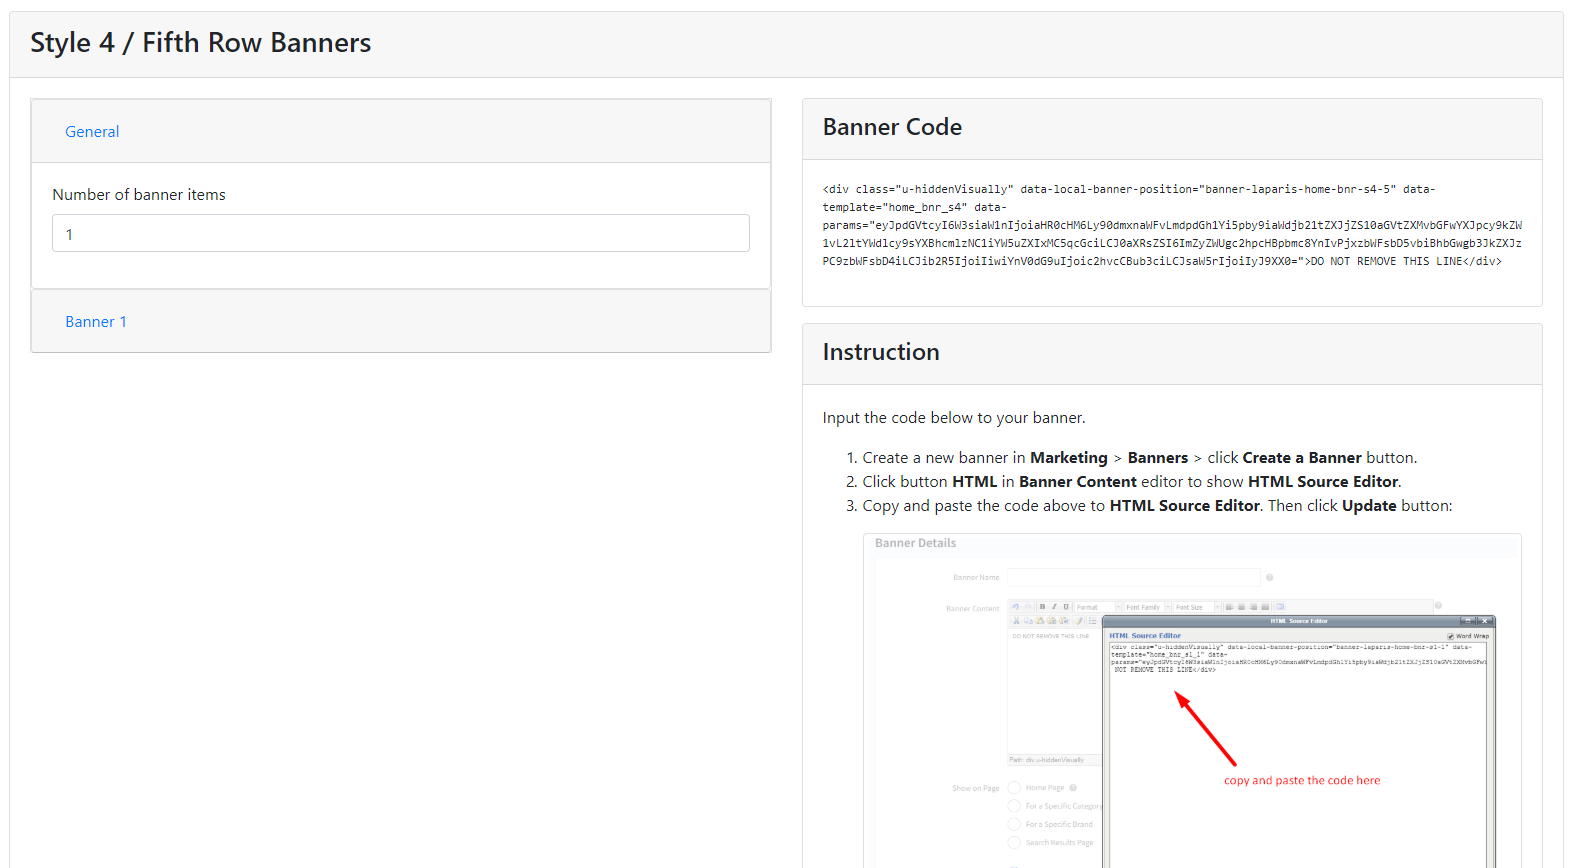 Style 4 / Fifth Row Banners
General
Number of banner items
1
Banner 1
Banner Code
<div class="u-hiddenVisually" data-local-banner-position="banner-laparis-home-bnr-s4-5" data-
template="home_bnr_s4" data-
params="eyJpdGVtcyI6W3siaW1nIjoiaHR0cHM6Ly90dmxnaWFvLmdpdGh1Yi5pby9iaWdjb21tZXJjZS10aGVtZXMvbGFwYXJpcy9kZW
1vL2ltYWdlcy9sYXBhcmlzNC1iYW5uZXIxMC5qcGciLCJ0aXRsZSI6ImZyZWUgc2hpcHBpbmc8YnIvPjxzbWFsbD5vbiBhbGwgb3JkZXJz
PC9zbWFsbD4iLCJib2R5IjoiIiwiYnV0dG9uIjoic2hvcCBub3ciLCJsaW5rIjoiIyJ9XX0=">DO NOT REMOVE THIS LINE</div>
Instruction
Input the code below to your banner.
1. Create a new banner in Marketing > Banners > click Create a Banner button.
2. Click button HTML in Banner Content editor to show HTML Source Editor.
3. Copy and paste the code above to HTML Source Editor. Then click Update button:
Banner Details
Banner Name
Banner Content
B I U Format Font Family Font Size
HTML Source Editor
HTML Source Editor
Word Wrap
DO NOT REMOVE THIS LINE
<div class="u-hiddenVisually" data-local-banner-position="banner-laparis-home-bnr-s1-1" data-
template="home_bnr_s1_1" data-
NOT REMOVE THIS LINE</div>
Path: div.u-hiddenVisually
copy and paste the code here
Show on Page
Home Page
For a Specific Category
For a Specific Brand
Search Results Page